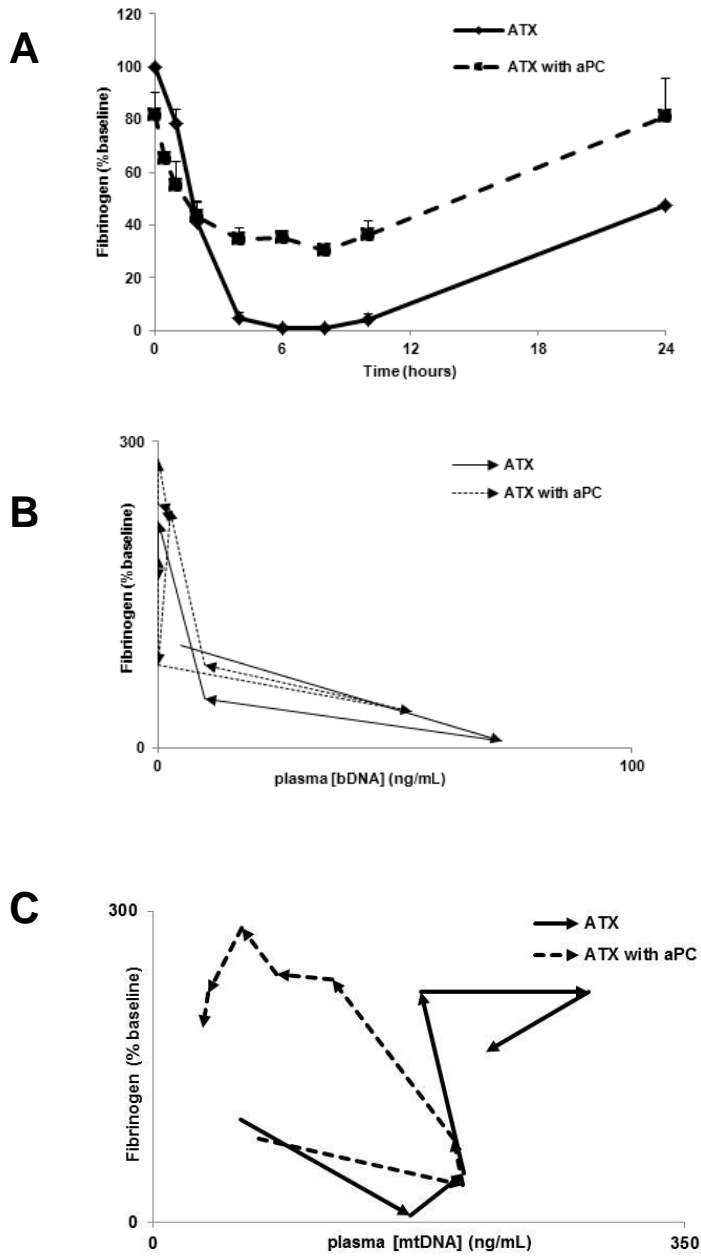 A
Fibrinogen (% baseline)
120
100
80
60
40
20
0
0 6 12 18 24
Time (hours)
ATX
ATX with aPC
B
Fibrinogen (% baseline)
300
0
0 100
plasma [bDNA] (ng/mL)
ATX
ATX with aPC
C
Fibrinogen (% baseline)
300
0
0 350
plasma [mtDNA] (ng/mL)
ATX
ATX with aPC